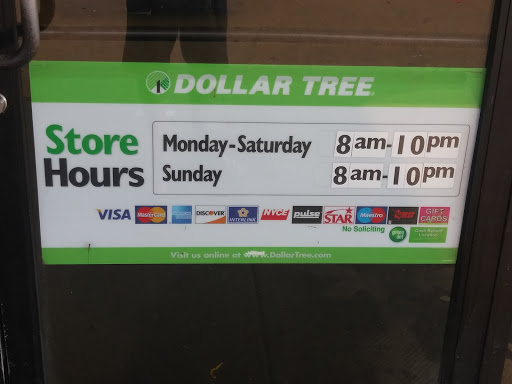 DOLLAR TREE
Store Hours
Monday-Saturday 8am-10pm
Sunday 8am-10pm
VISA MasterCard DISCOVER INTERLINK NYCE pulse STAR Maestro GIFT CARDS
No Soliciting
Visit us online at www.DollarTree.com